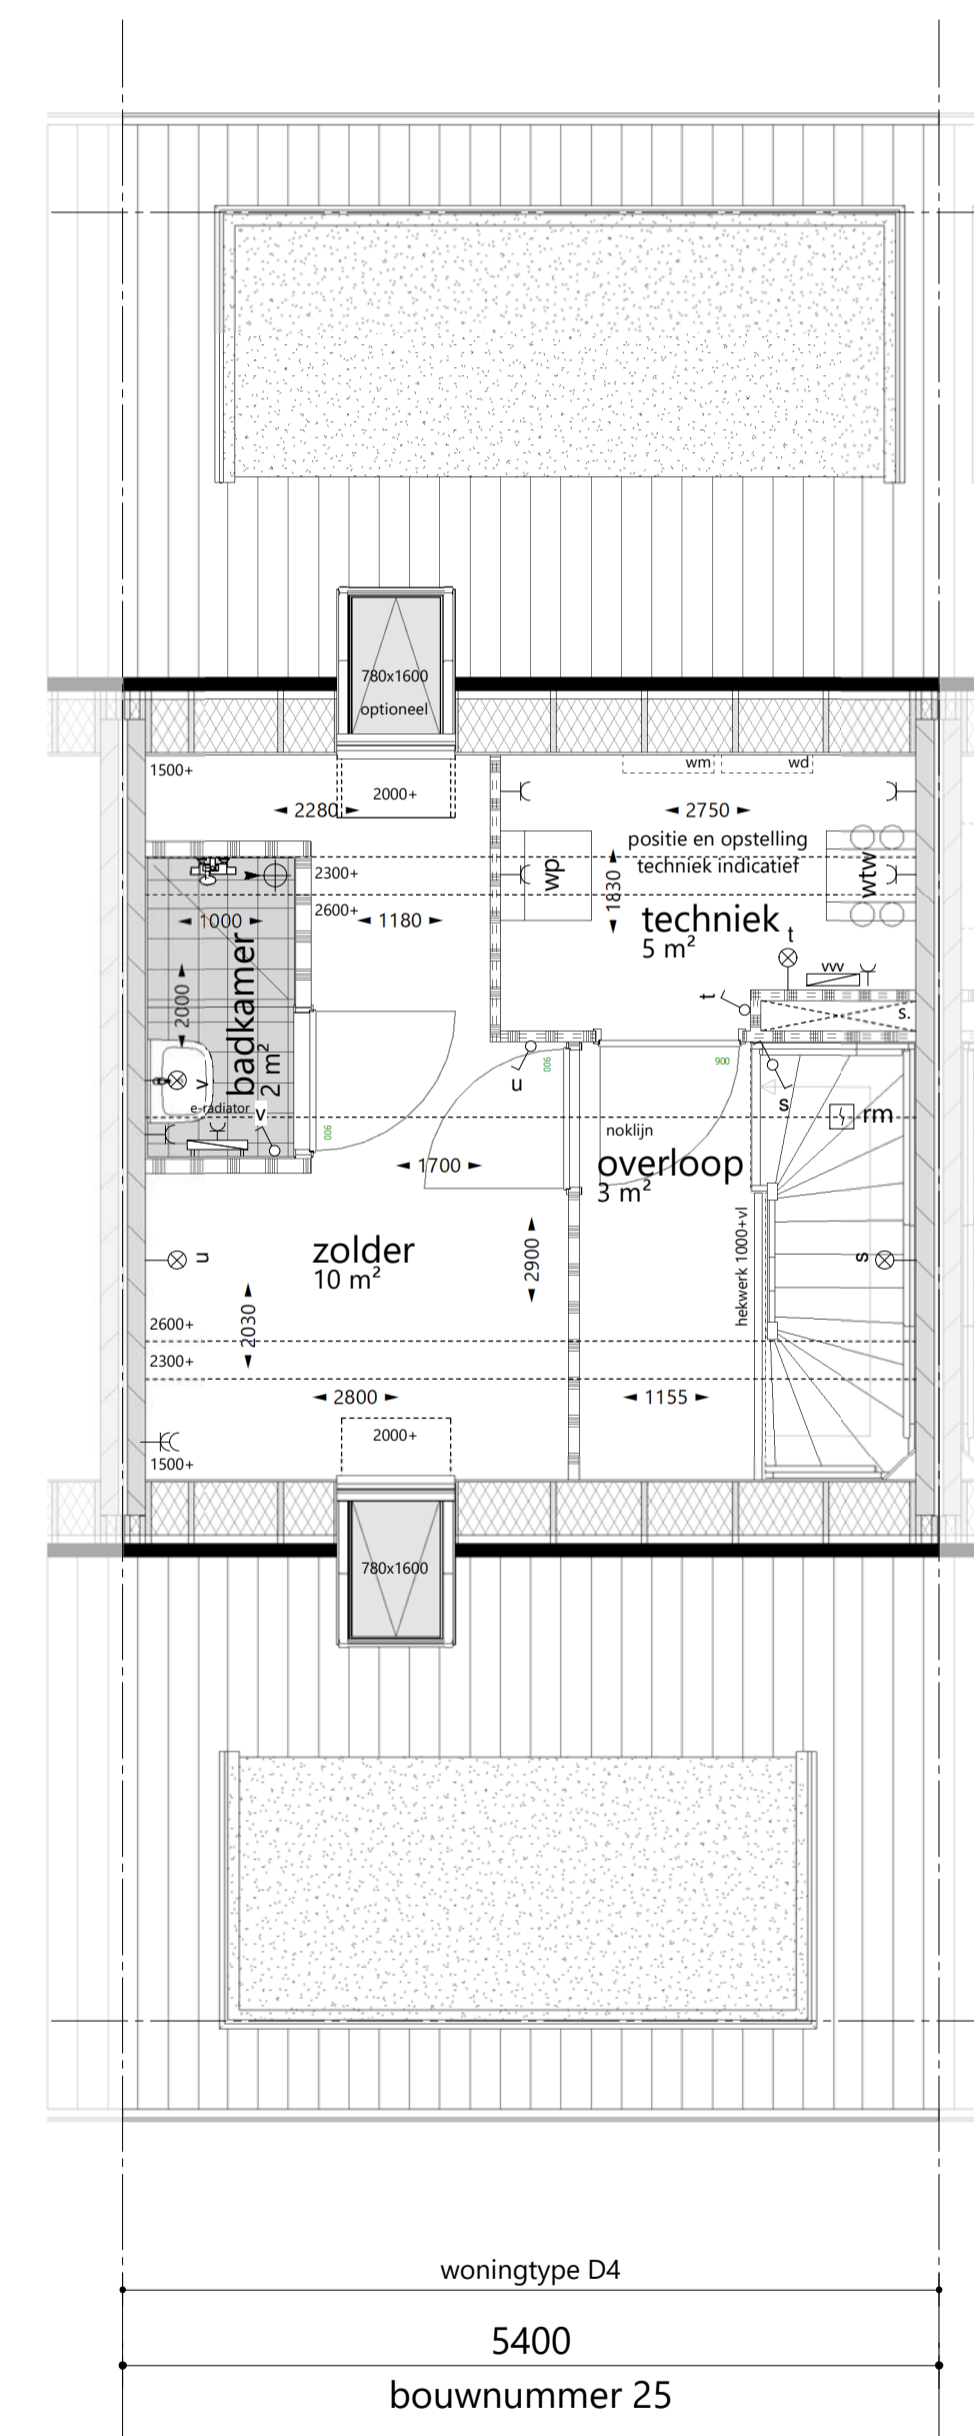 780x1600
optioneel
1500+
2000+
2280
wm
wd
2750
positie en opstelling
techniek indicatief
wp
wtw
1830
2300+
2600+
1180
1000
techniek
5 m²
t
vw
t
s.
2000
badkamer
2 m²
v
e-radiator
v
900
u
900
900
s
rm
noklijn
overloop
3 m²
1700
hekwerk 1000+vl
zolder
10 m²
u
2900
s
2030
2600+
2300+
2800
1155
2000+
1500+
780x1600
woningtype D4
5400
bouwnummer 25